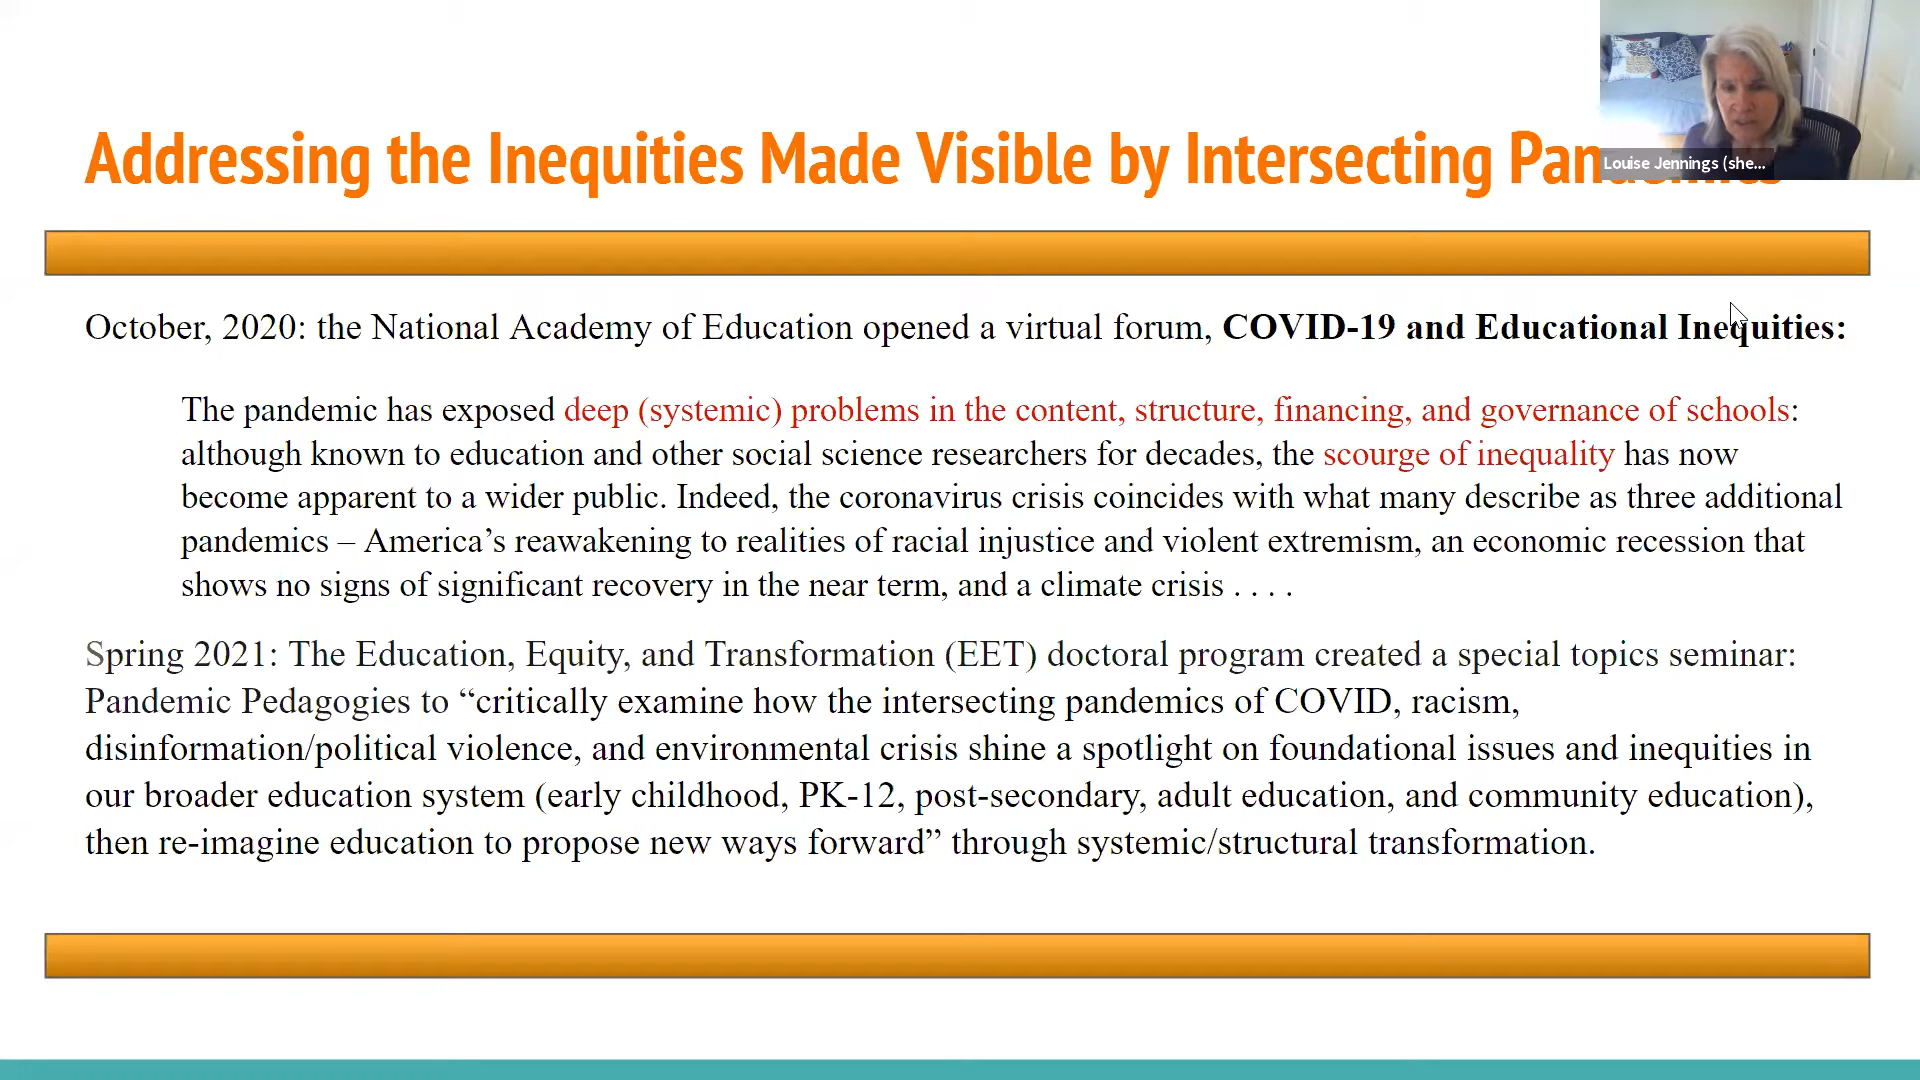 Addressing the Inequities Made Visible by Intersecting
Louise Jennings (she...
October, 2020: the National Academy of Education opened a virtual forum, COVID-19 and Educational Inequities:
The pandemic has exposed deep (systemic) problems in the content, structure, financing, and governance of schools:
although known to education and other social science researchers for decades, the scourge of inequality has now
become apparent to a wider public. Indeed, the coronavirus crisis coincides with what many describe as three additional
pandemics – America’s reawakening to realities of racial injustice and violent extremism, an economic recession that
shows no signs of significant recovery in the near term, and a climate crisis . . . .
Spring 2021: The Education, Equity, and Transformation (EET) doctoral program created a special topics seminar:
Pandemic Pedagogies to “critically examine how the intersecting pandemics of COVID, racism,
disinformation/political violence, and environmental crisis shine a spotlight on foundational issues and inequities in
our broader education system (early childhood, PK-12, post-secondary, adult education, and community education),
then re-imagine education to propose new ways forward” through systemic/structural transformation.